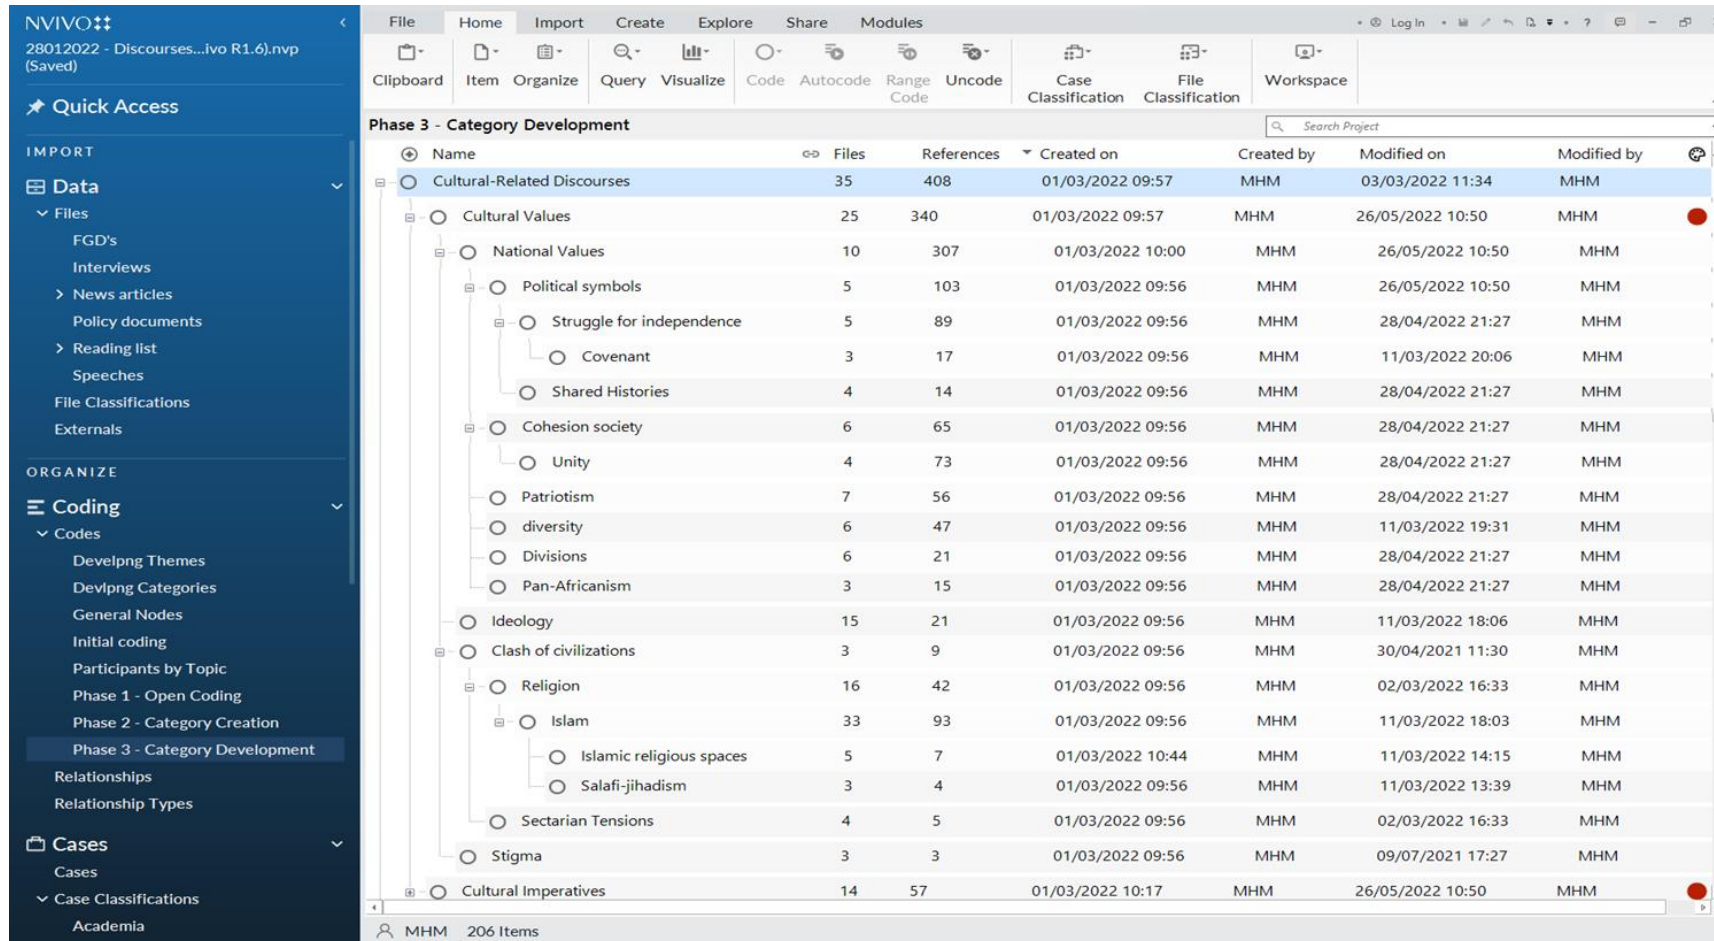 NVIVO
28012022 - Discourses...ivo R1.6).nvp
(Saved)
Quick Access
IMPORT
Data
Files
FGD's
Interviews
News articles
Policy documents
Reading list
Speeches
File Classifications
Externals
ORGANIZE
Coding
Codes
Develpng Themes
Devlpng Categories
General Nodes
Initial coding
Participants by Topic
Phase 1 - Open Coding
Phase 2 - Category Creation
Phase 3 - Category Development
Relationships
Relationship Types
Cases
Cases
Case Classifications
Academia
File Home Import Create Explore Share Modules Log In ?
Clipboard Item Organize Query Visualize Code Autocode Range Code Uncode Case Classification File Classification Workspace
Phase 3 - Category Development Search Project
Name Files References Created on Created by Modified on Modified by
Cultural-Related Discourses 35 408 01/03/2022 09:57 MHM 03/03/2022 11:34 MHM
Cultural Values 25 340 01/03/2022 09:57 MHM 26/05/2022 10:50 MHM
National Values 10 307 01/03/2022 10:00 MHM 26/05/2022 10:50 MHM
Political symbols 5 103 01/03/2022 09:56 MHM 26/05/2022 10:50 MHM
Struggle for independence 5 89 01/03/2022 09:56 MHM 28/04/2022 21:27 MHM
Covenant 3 17 01/03/2022 09:56 MHM 11/03/2022 20:06 MHM
Shared Histories 4 14 01/03/2022 09:56 MHM 28/04/2022 21:27 MHM
Cohesion society 6 65 01/03/2022 09:56 MHM 28/04/2022 21:27 MHM
Unity 4 73 01/03/2022 09:56 MHM 28/04/2022 21:27 MHM
Patriotism 7 56 01/03/2022 09:56 MHM 28/04/2022 21:27 MHM
diversity 6 47 01/03/2022 09:56 MHM 11/03/2022 19:31 MHM
Divisions 6 21 01/03/2022 09:56 MHM 28/04/2022 21:27 MHM
Pan-Africanism 3 15 01/03/2022 09:56 MHM 28/04/2022 21:27 MHM
Ideology 15 21 01/03/2022 09:56 MHM 11/03/2022 18:06 MHM
Clash of civilizations 3 9 01/03/2022 09:56 MHM 30/04/2021 11:30 MHM
Religion 16 42 01/03/2022 09:56 MHM 02/03/2022 16:33 MHM
Islam 33 93 01/03/2022 09:56 MHM 11/03/2022 18:03 MHM
Islamic religious spaces 5 7 01/03/2022 10:44 MHM 11/03/2022 14:15 MHM
Salafi-jihadism 3 4 01/03/2022 09:56 MHM 11/03/2022 13:39 MHM
Sectarian Tensions 4 5 01/03/2022 09:56 MHM 02/03/2022 16:33 MHM
Stigma 3 3 01/03/2022 09:56 MHM 09/07/2021 17:27 MHM
Cultural Imperatives 14 57 01/03/2022 10:17 MHM 26/05/2022 10:50 MHM
MHM 206 Items